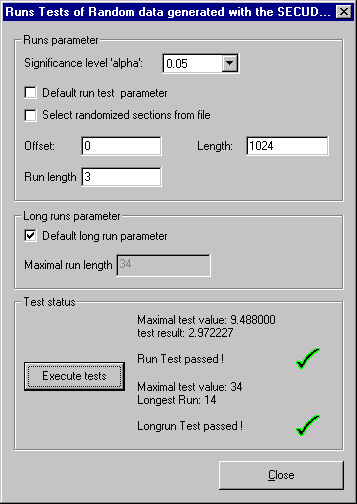 Runs Tests of Random data generated with the SECUD...
Runs parameter
Significance level 'alpha': 0.05
Default run test parameter
Select randomized sections from file
Offset: 0 Length: 1024
Run length 3
Long runs parameter
Default long run parameter
Maximal run length 34
Test status
Maximal test value: 9.488000
test result: 2.972227
Run Test passed !
Execute tests
Maximal test value: 34
Longest Run: 14
Longrun Test passed !
Close